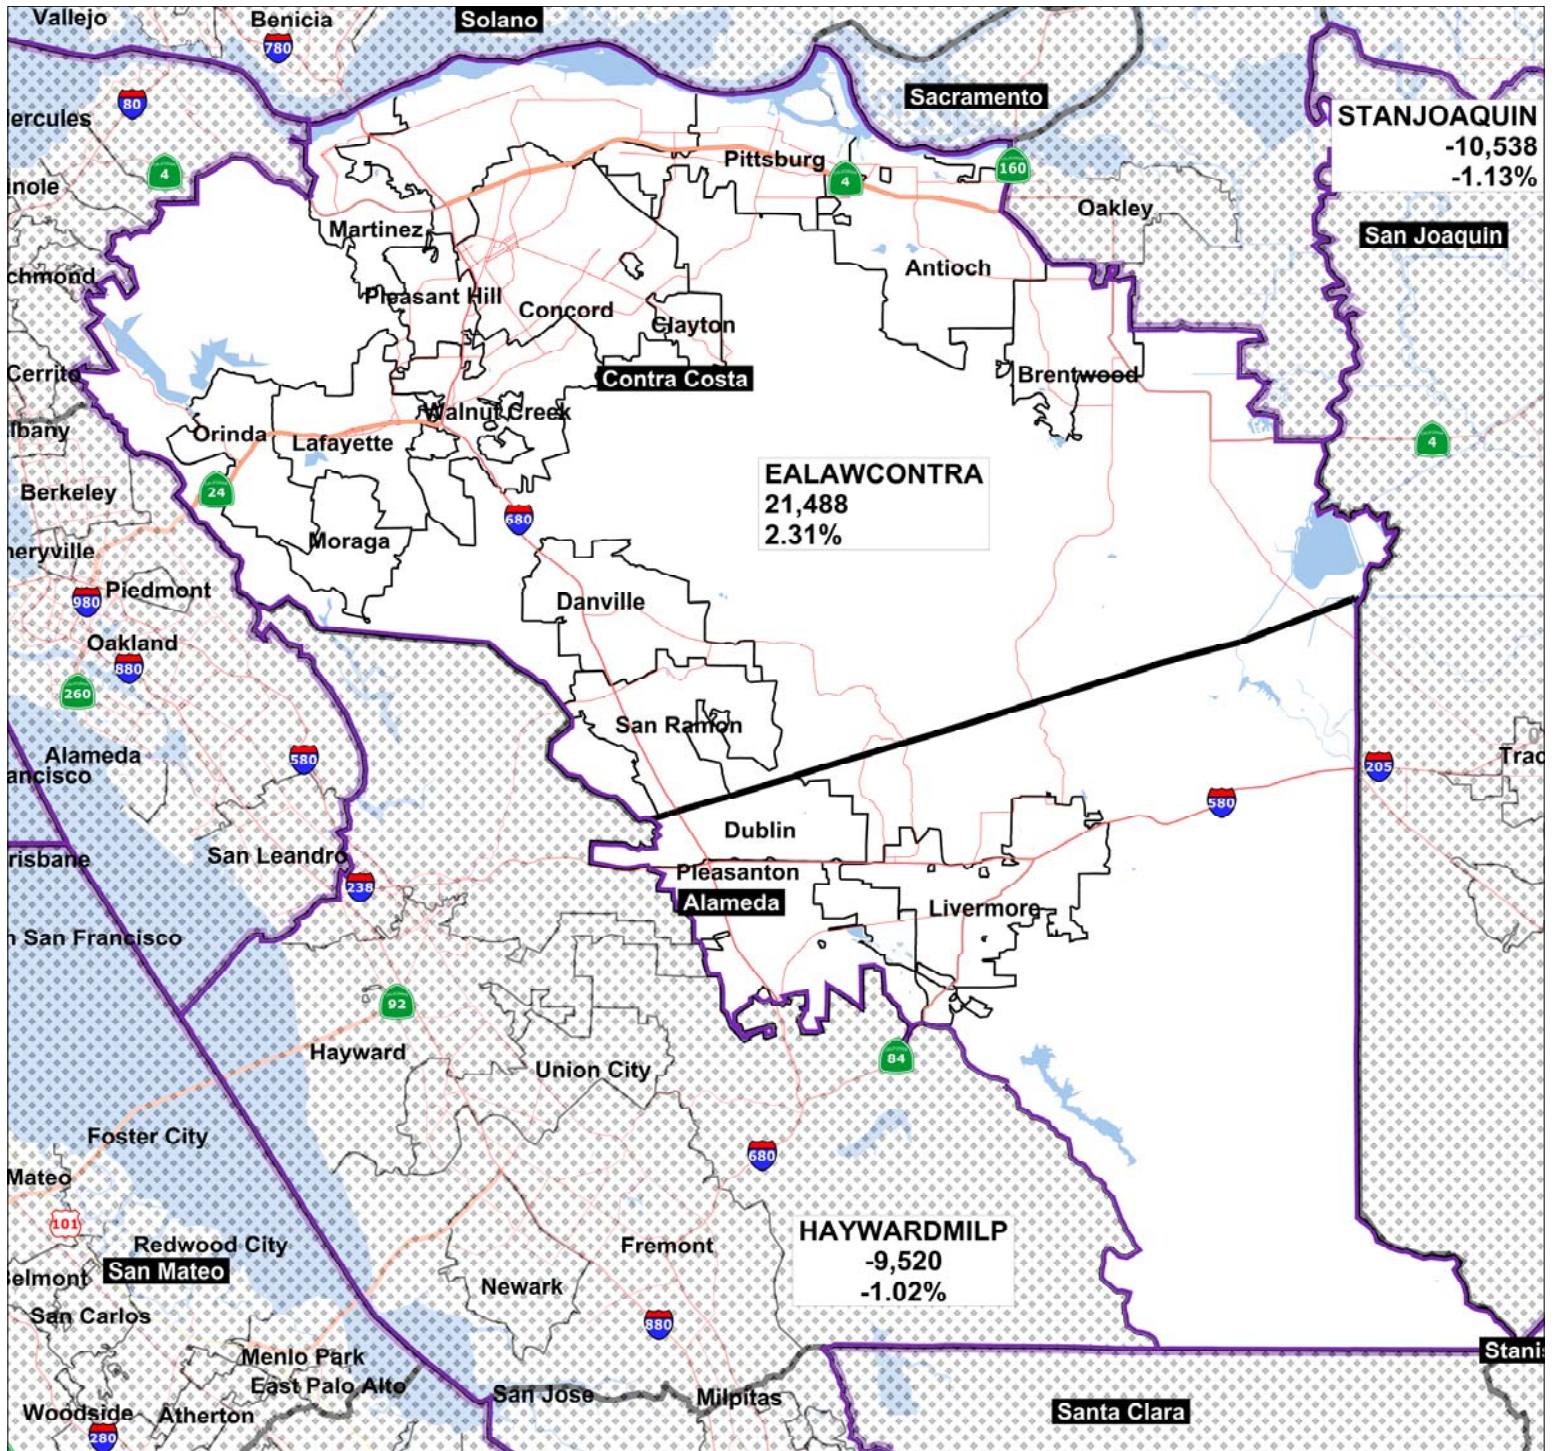 Vallejo
Benicia
Solano
780
80
Sacramento
STANJOAQUIN
-10,538
-1.13%
ercules
4
Pittsburg
4
160
inole
Oakley
San Joaquin
Martinez
Antioch
chmond
Pleasant Hill
Concord
Clayton
Cerrito
Contra Costa
Brentwood
Walnut Creek
lbany
Orinda
Lafayette
4
EALAWCONTRA
21,488
2.31%
Berkeley
24
680
Moraga
neryville
Piedmont
980
Danville
Oakland
880
260
San Ramon
Alameda
ancisco
580
205
Trac
580
Dublin
risbane
San Leandro
Pleasanton
238
Alameda
Livermore
n San Francisco
92
Hayward
Union City
84
Foster City
680
Mateo
101
Redwood City
Fremont
HAYWARDMILP
-9,520
-1.02%
San Mateo
elmont
Newark
San Carlos
880
Menlo Park
Stanis
East Palo Alto
San Jose
Milpitas
Woodside
Atherton
Santa Clara
280